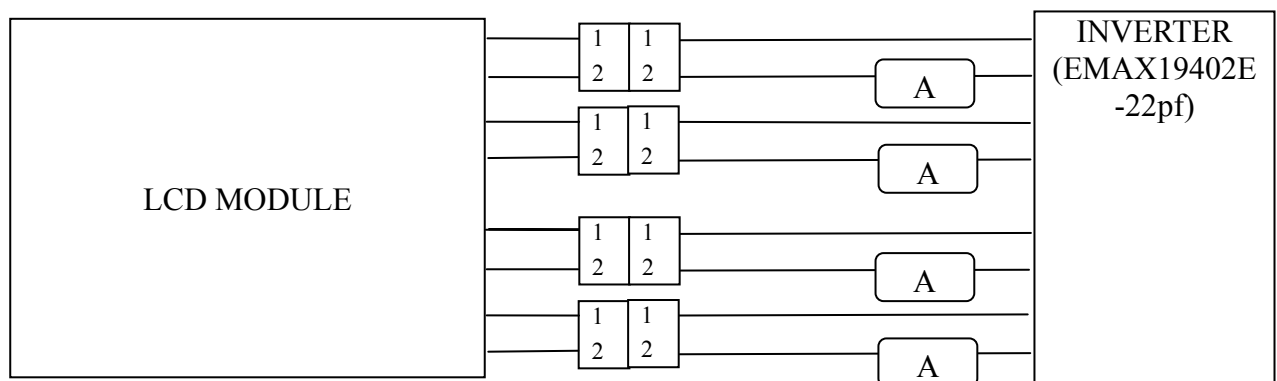 INVERTER
(EMAX19402E
-22pf)
1 1
2 2
A
1 1
2 2
A
LCD MODULE
1 1
2 2
A
1 1
2 2
A